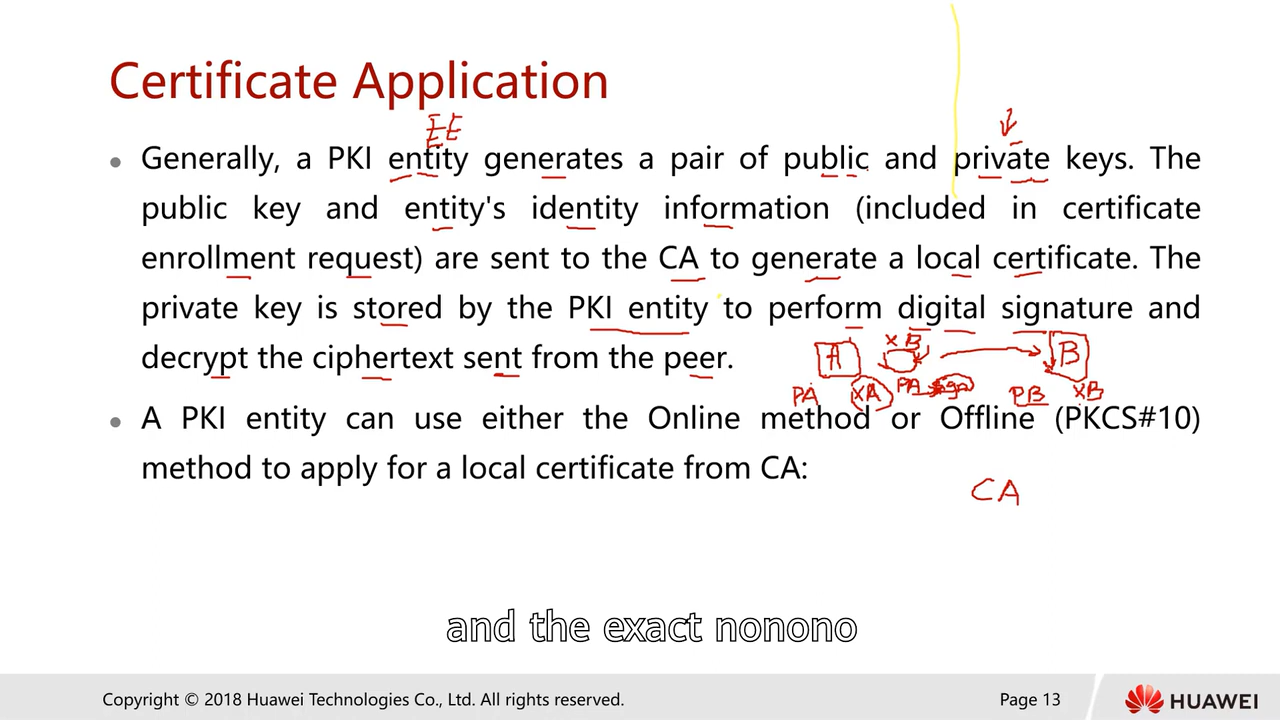 Certificate Application
EE
Generally, a PKI entity generates a pair of public and private keys. The
public key and entity's identity information (included in certificate
enrollment request) are sent to the CA to generate a local certificate. The
private key is stored by the PKI entity to perform digital signature and
decrypt the ciphertext sent from the peer.
XB
A
B
PA
XA
PA
PB
XB
A PKI entity can use either the Online method or Offline (PKCS#10)
method to apply for a local certificate from CA:
CA
and the exact nonono
Copyright © 2018 Huawei Technologies Co., Ltd. All rights reserved.
Page 13
HUAWEI